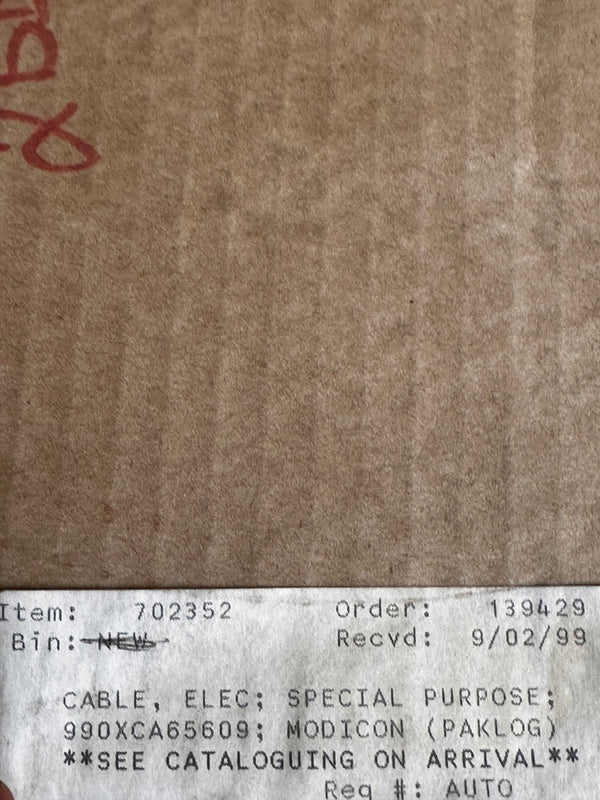 Item: 702352 Order: 139429
Bin: NEW Recvd: 9/02/99
CABLE, ELEC; SPECIAL PURPOSE;
990XCA65609; MODICON (PAKLOG)
**SEE CATALOGUING ON ARRIVAL**
Req #: AUTO